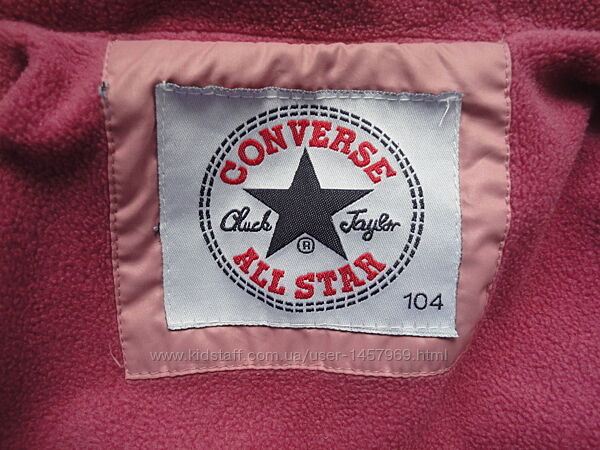 CONVERSE
Chuck Taylor
®
ALL STAR
104
www.kidstaff.com.ua/user-1457969.html